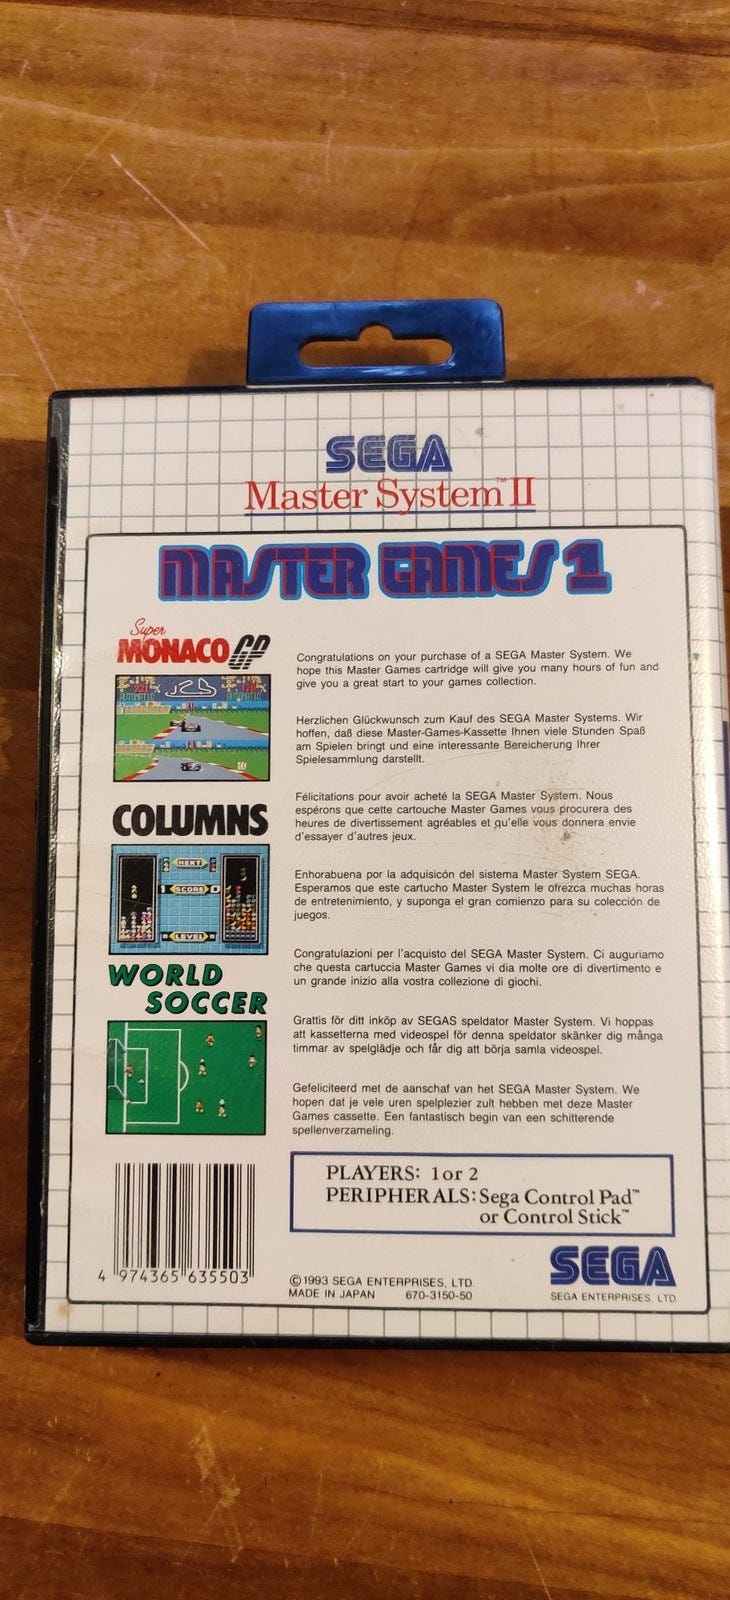 SEGA
Master System™ II
MASTER GAMES 1
Super
MONACO GP
Congratulations on your purchase of a SEGA Master System. We
hope this Master Games cartridge will give you many hours of fun and
give you a great start to your games collection.
Herzlichen Glückwunsch zum Kauf des SEGA Master Systems. Wir
hoffen, daß diese Master-Games-Kassette Ihnen viele Stunden Spaß
am Spielen bringt und eine interessante Bereicherung Ihrer
Spielesammlung darstellt.
COLUMNS
NEXT
SCORE
LEVEL
Félicitations pour avoir acheté la SEGA Master System. Nous
espérons que cette cartouche Master Games vous procurera des
heures de divertissement agréables et qu'elle vous donnera envie
d'essayer d'autres jeux.
Enhorabuena por la adquisicón del sistema Master System SEGA.
Esperamos que este cartucho Master System le ofrezca muchas horas
de entretenimiento, y suponga el gran comienzo para su colección de
juegos.
WORLD
SOCCER
Congratulazioni per l'acquisto del SEGA Master System. Ci auguriamo
che questa cartuccia Master Games vi dia molte ore di divertimento e
un grande inizio alla vostra collezione di giochi.
Grattis för ditt inköp av SEGAS speldator Master System. Vi hoppas
att kassetterna med videospel för denna speldator skänker dig många
timmar av spelglädje och får dig att börja samla videospel.
Gefeliciteerd met de aanschaf van het SEGA Master System. We
hopen dat je vele uren spelplezier zult hebben met deze Master
Games cassette. Een fantastisch begin van een schitterende
spellenverzameling.
PLAYERS: 1 or 2
PERIPHERALS: Sega Control Pad™
or Control Stick™
4 974365 635503
© 1993 SEGA ENTERPRISES, LTD.
MADE IN JAPAN 670-3150-50
SEGA
SEGA ENTERPRISES, LTD.